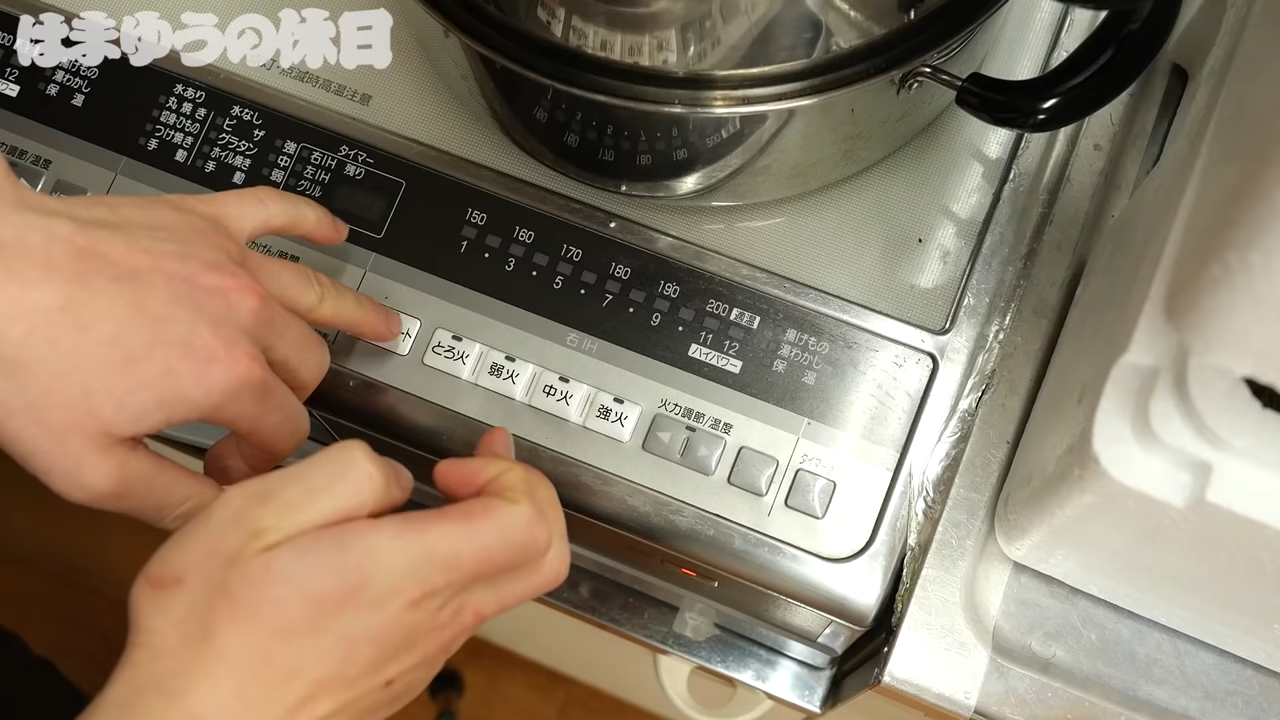 はまゆうの休日
灯・点滅時高温注意
12
湯わかし
保 温
水あり
丸焼き
切身・ひもの
つけ焼き
手 動
水なし
ピザ
グラタン
ホイル焼き
手 動
強
中
弱
タイマー
右IH 残り
左IH
グリル
150 160 170 180 190 200 適温
1 ・ 3 ・ 5 ・ 7 ・ 9 ・ 11 12
ハイパワー
揚げもの
湯わかし
保 温
右IH
とろ火
弱火
中火
強火
火力調節/温度
タイマー